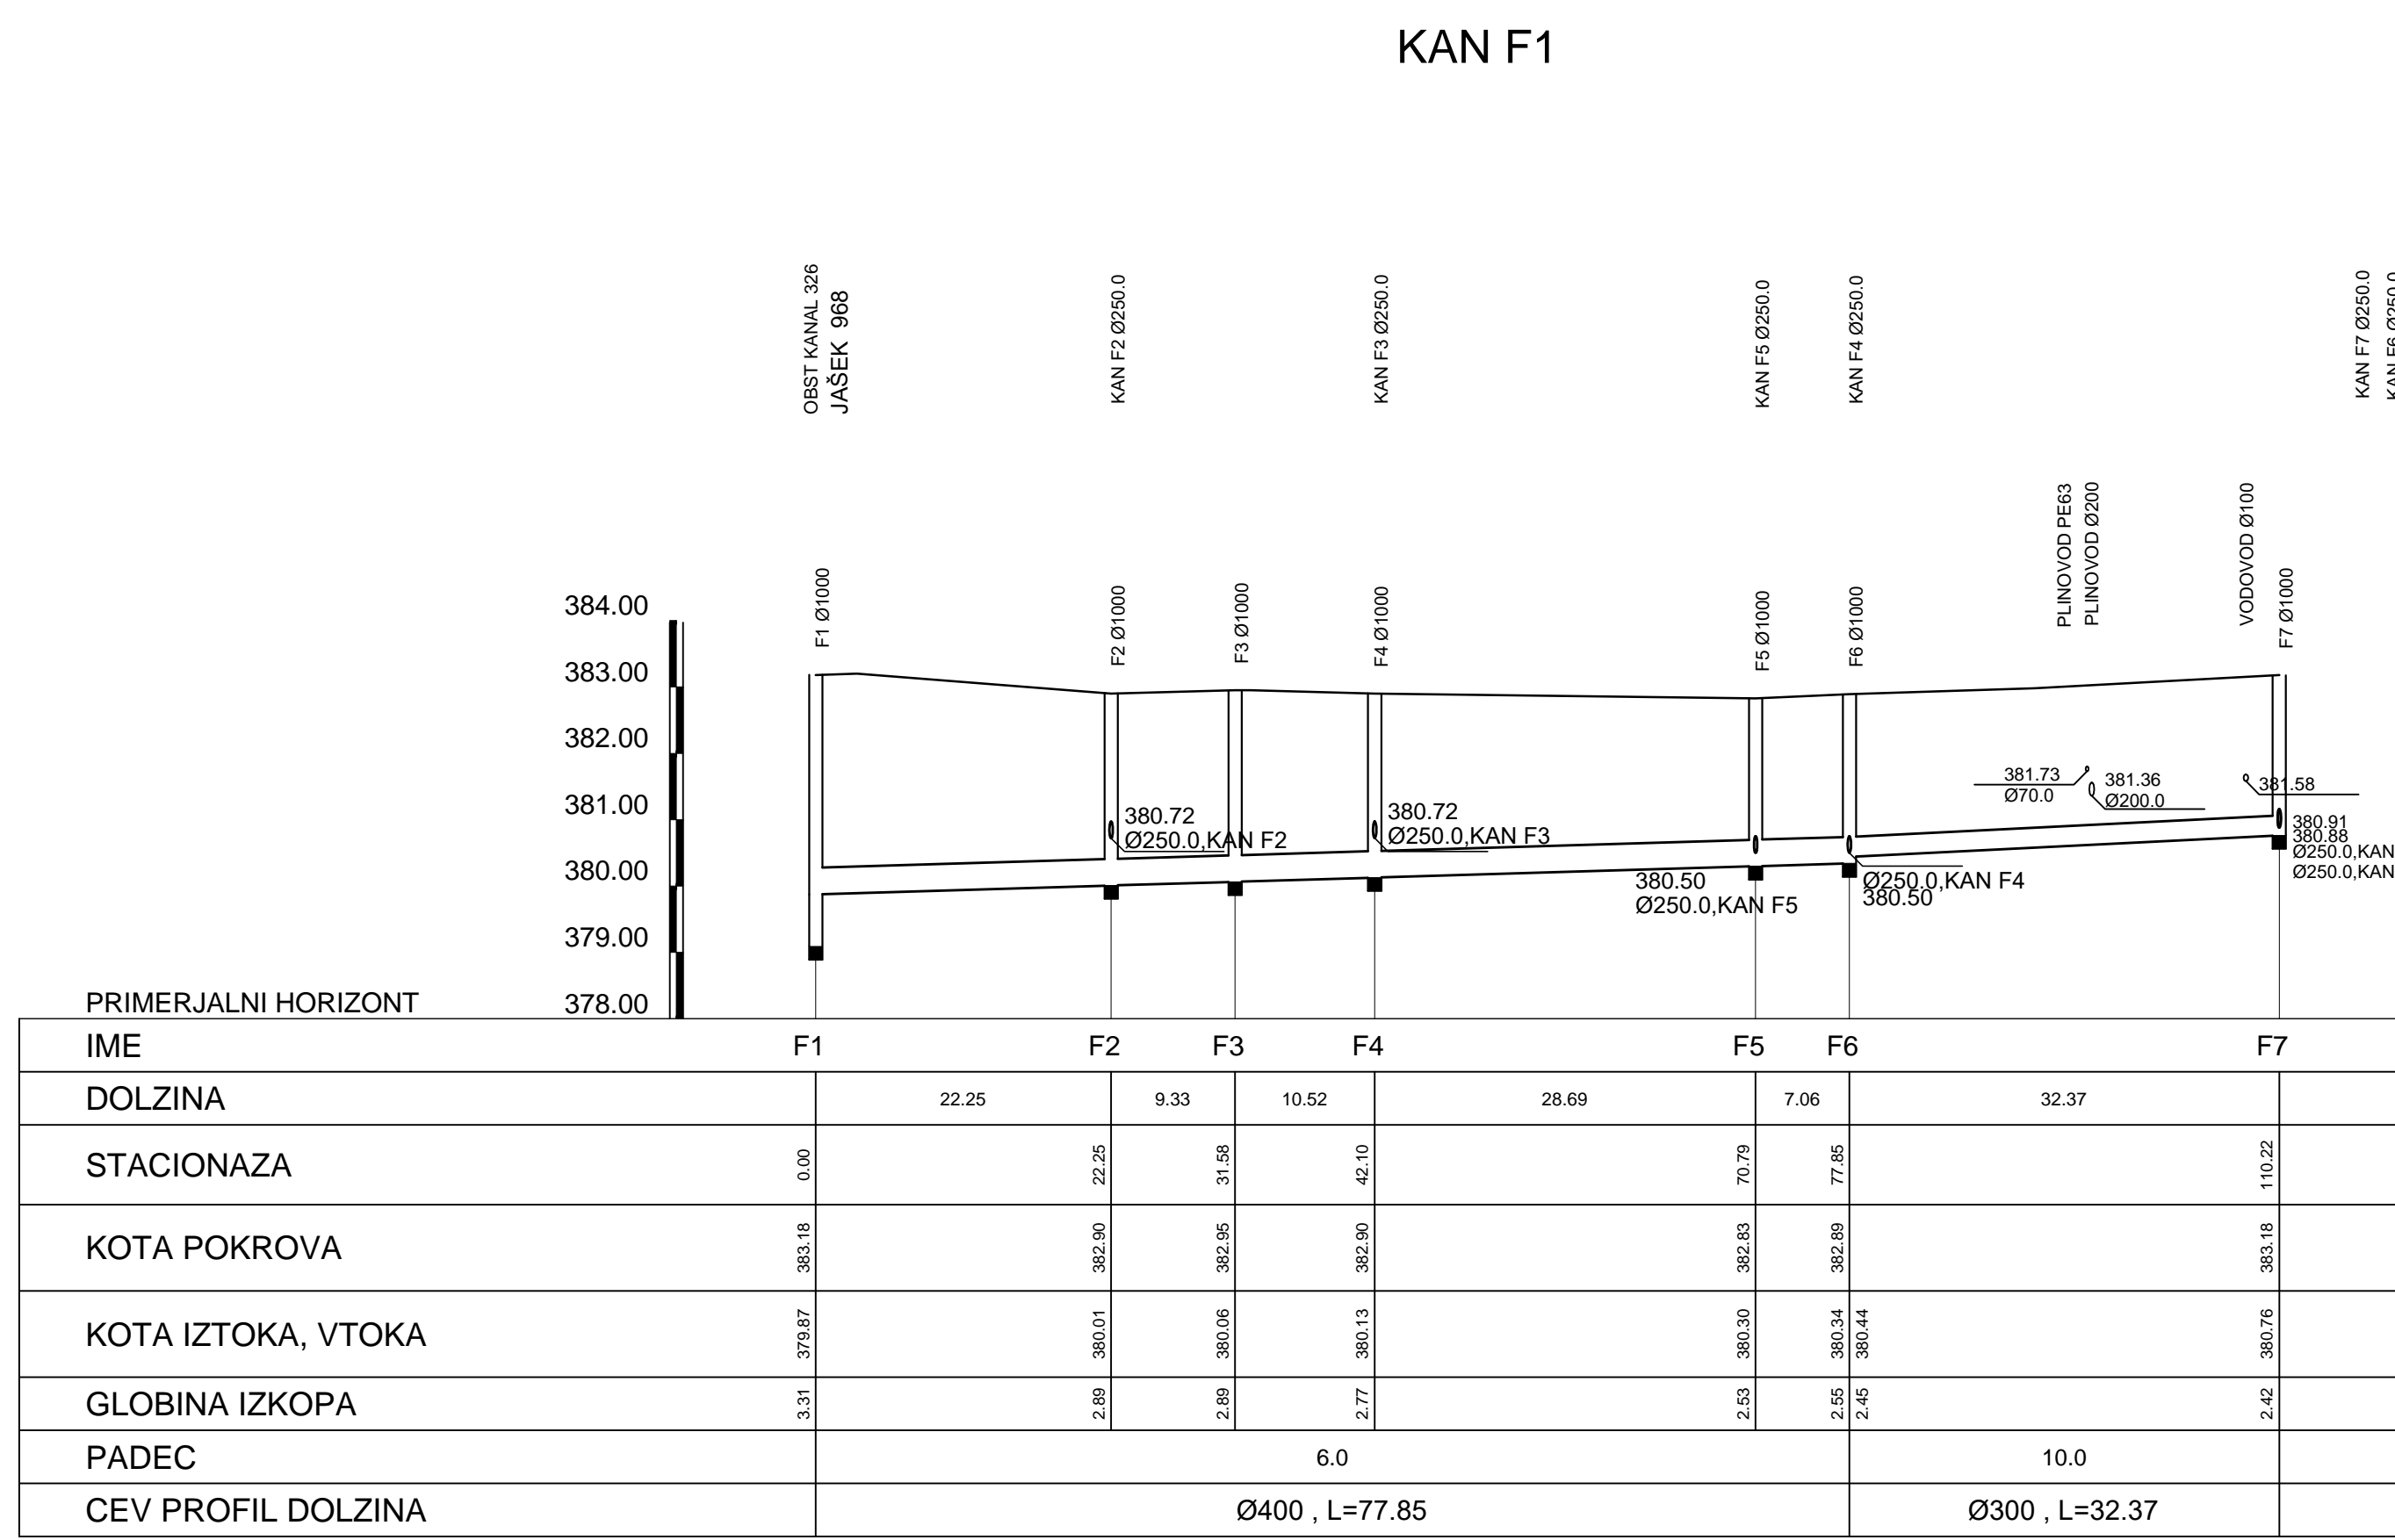 KAN F1
OBST KANAL 326
JAŠEK 968
KAN F2 Ø250.0
KAN F3 Ø250.0
KAN F5 Ø250.0
KAN F4 Ø250.0
KAN F7 Ø250.0
KAN F6 Ø250.0
PLINOVOD PE63
PLINOVOD Ø200
VODOVOD Ø100
F1 Ø1000
F2 Ø1000
F3 Ø1000
F4 Ø1000
F5 Ø1000
F6 Ø1000
F7 Ø1000
384.00
383.00
382.00
381.00
380.00
379.00
378.00
380.72
Ø250.0,KAN F2
380.72
Ø250.0,KAN F3
380.50
Ø250.0,KAN F5
Ø250.0,KAN F4
380.50
381.73
Ø70.0
381.36
Ø200.0
381.58
380.91
380.88
Ø250.0,KAN
Ø250.0,KAN
PRIMERJALNI HORIZONT
IME F1 F2 F3 F4 F5 F6 F7
DOLZINA 22.25 9.33 10.52 28.69 7.06 32.37
STACIONAZA 0.00 22.25 31.58 42.10 70.79 77.85 110.22
KOTA POKROVA 383.18 382.90 382.95 382.90 382.83 382.89 383.18
KOTA IZTOKA, VTOKA 379.87 380.01 380.06 380.13 380.30 380.34 380.44 380.76
GLOBINA IZKOPA 3.31 2.89 2.89 2.77 2.53 2.55 2.45 2.42
PADEC 6.0 10.0
CEV PROFIL DOLZINA Ø400 , L=77.85 Ø300 , L=32.37